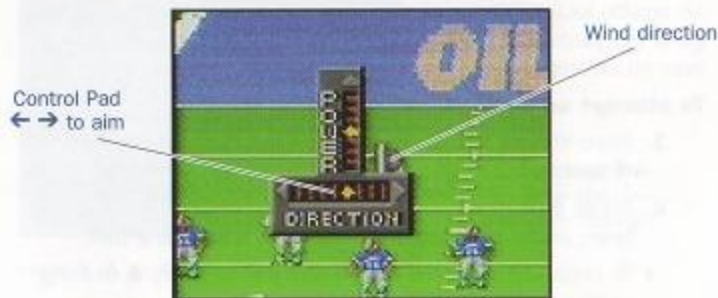 Wind direction
OIL
Control Pad
← → to aim
POWER
DIRECTION